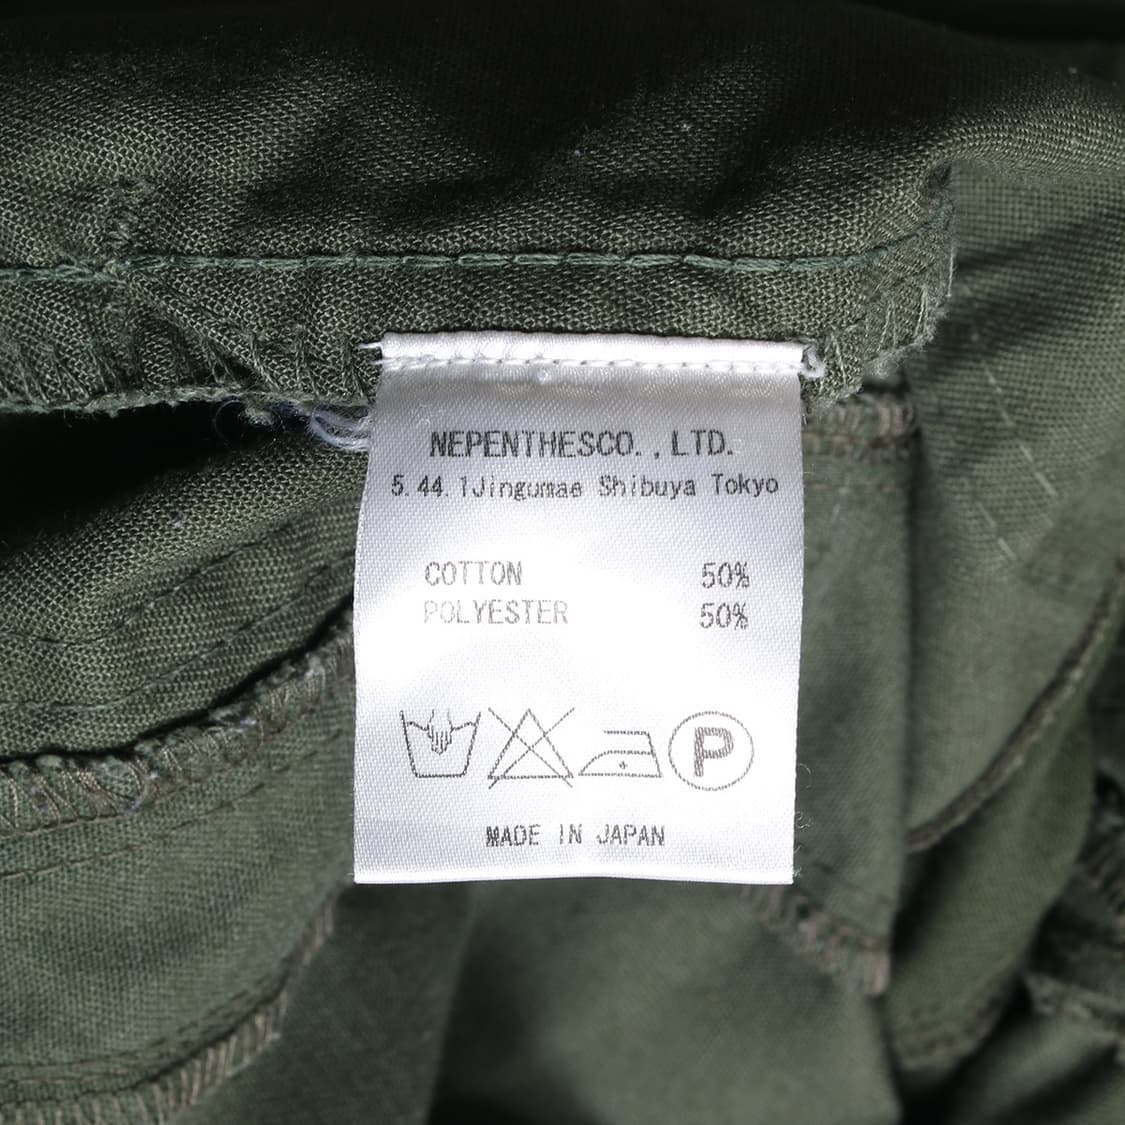 NEPENTHESCO., LTD.
5.44.1Jingumae Shibuya Tokyo
COTTON 50%
POLYESTER 50%
P
MADE IN JAPAN